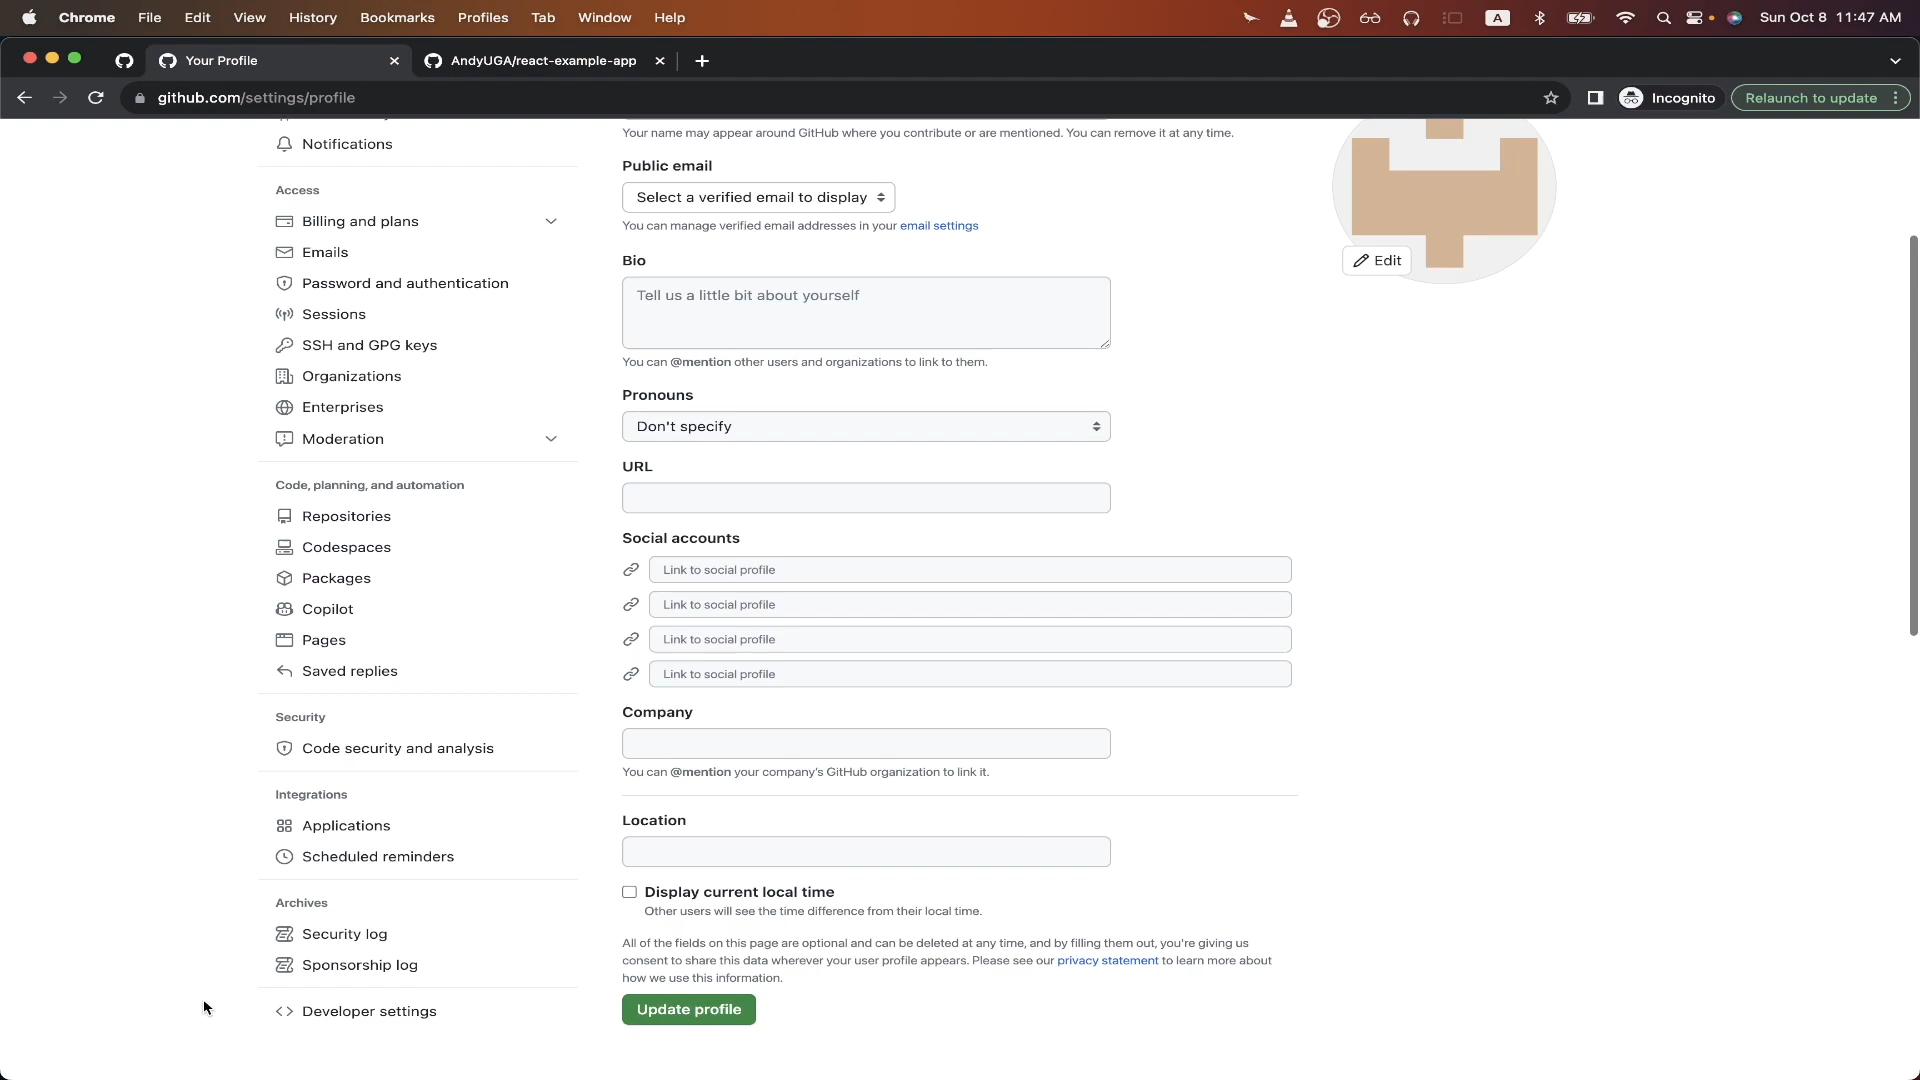 Chrome File Edit View History Bookmarks Profiles Tab Window Help
A
Sun Oct 8 11:47 AM
Your Profile
AndyUGA/react-example-app
github.com/settings/profile
Incognito
Relaunch to update
Notifications
Access
Billing and plans
Emails
Password and authentication
Sessions
SSH and GPG keys
Organizations
Enterprises
Moderation
Code, planning, and automation
Repositories
Codespaces
Packages
Copilot
Pages
Saved replies
Security
Code security and analysis
Integrations
Applications
Scheduled reminders
Archives
Security log
Sponsorship log
Developer settings
Your name may appear around GitHub where you contribute or are mentioned. You can remove it at any time.
Public email
Select a verified email to display
You can manage verified email addresses in your email settings
Bio
Tell us a little bit about yourself
You can @mention other users and organizations to link to them.
Pronouns
Don't specify
URL
Social accounts
Link to social profile
Link to social profile
Link to social profile
Link to social profile
Company
You can @mention your company's GitHub organization to link it.
Location
Display current local time
Other users will see the time difference from their local time.
All of the fields on this page are optional and can be deleted at any time, and by filling them out, you're giving us
consent to share this data wherever your user profile appears. Please see our privacy statement to learn more about
how we use this information.
Update profile
Edit